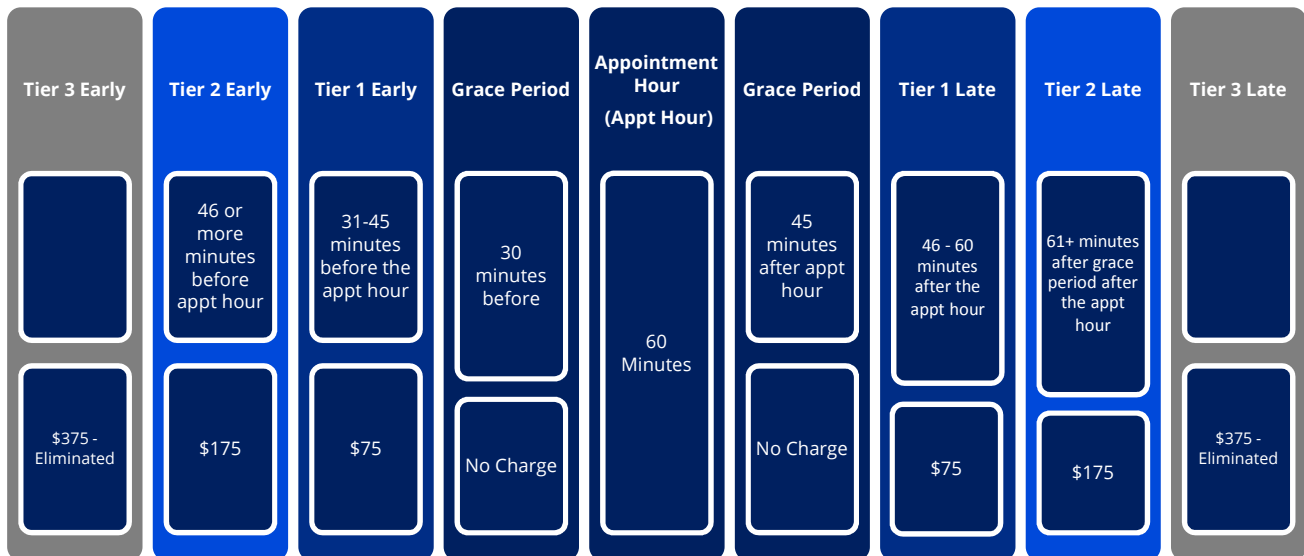 Tier 3 Early
$375 -
Eliminated
Tier 2 Early
46 or
more
minutes
before
appt hour
$175
Tier 1 Early
31-45
minutes
before the
appt hour
$75
Grace Period
30
minutes
before
No Charge
Appointment
Hour
(Appt Hour)
60
Minutes
Grace Period
45
minutes
after appt
hour
No Charge
Tier 1 Late
46 - 60
minutes
after the
appt hour
$75
Tier 2 Late
61+ minutes
after grace
period after
the appt
hour
$175
Tier 3 Late
$375 -
Eliminated